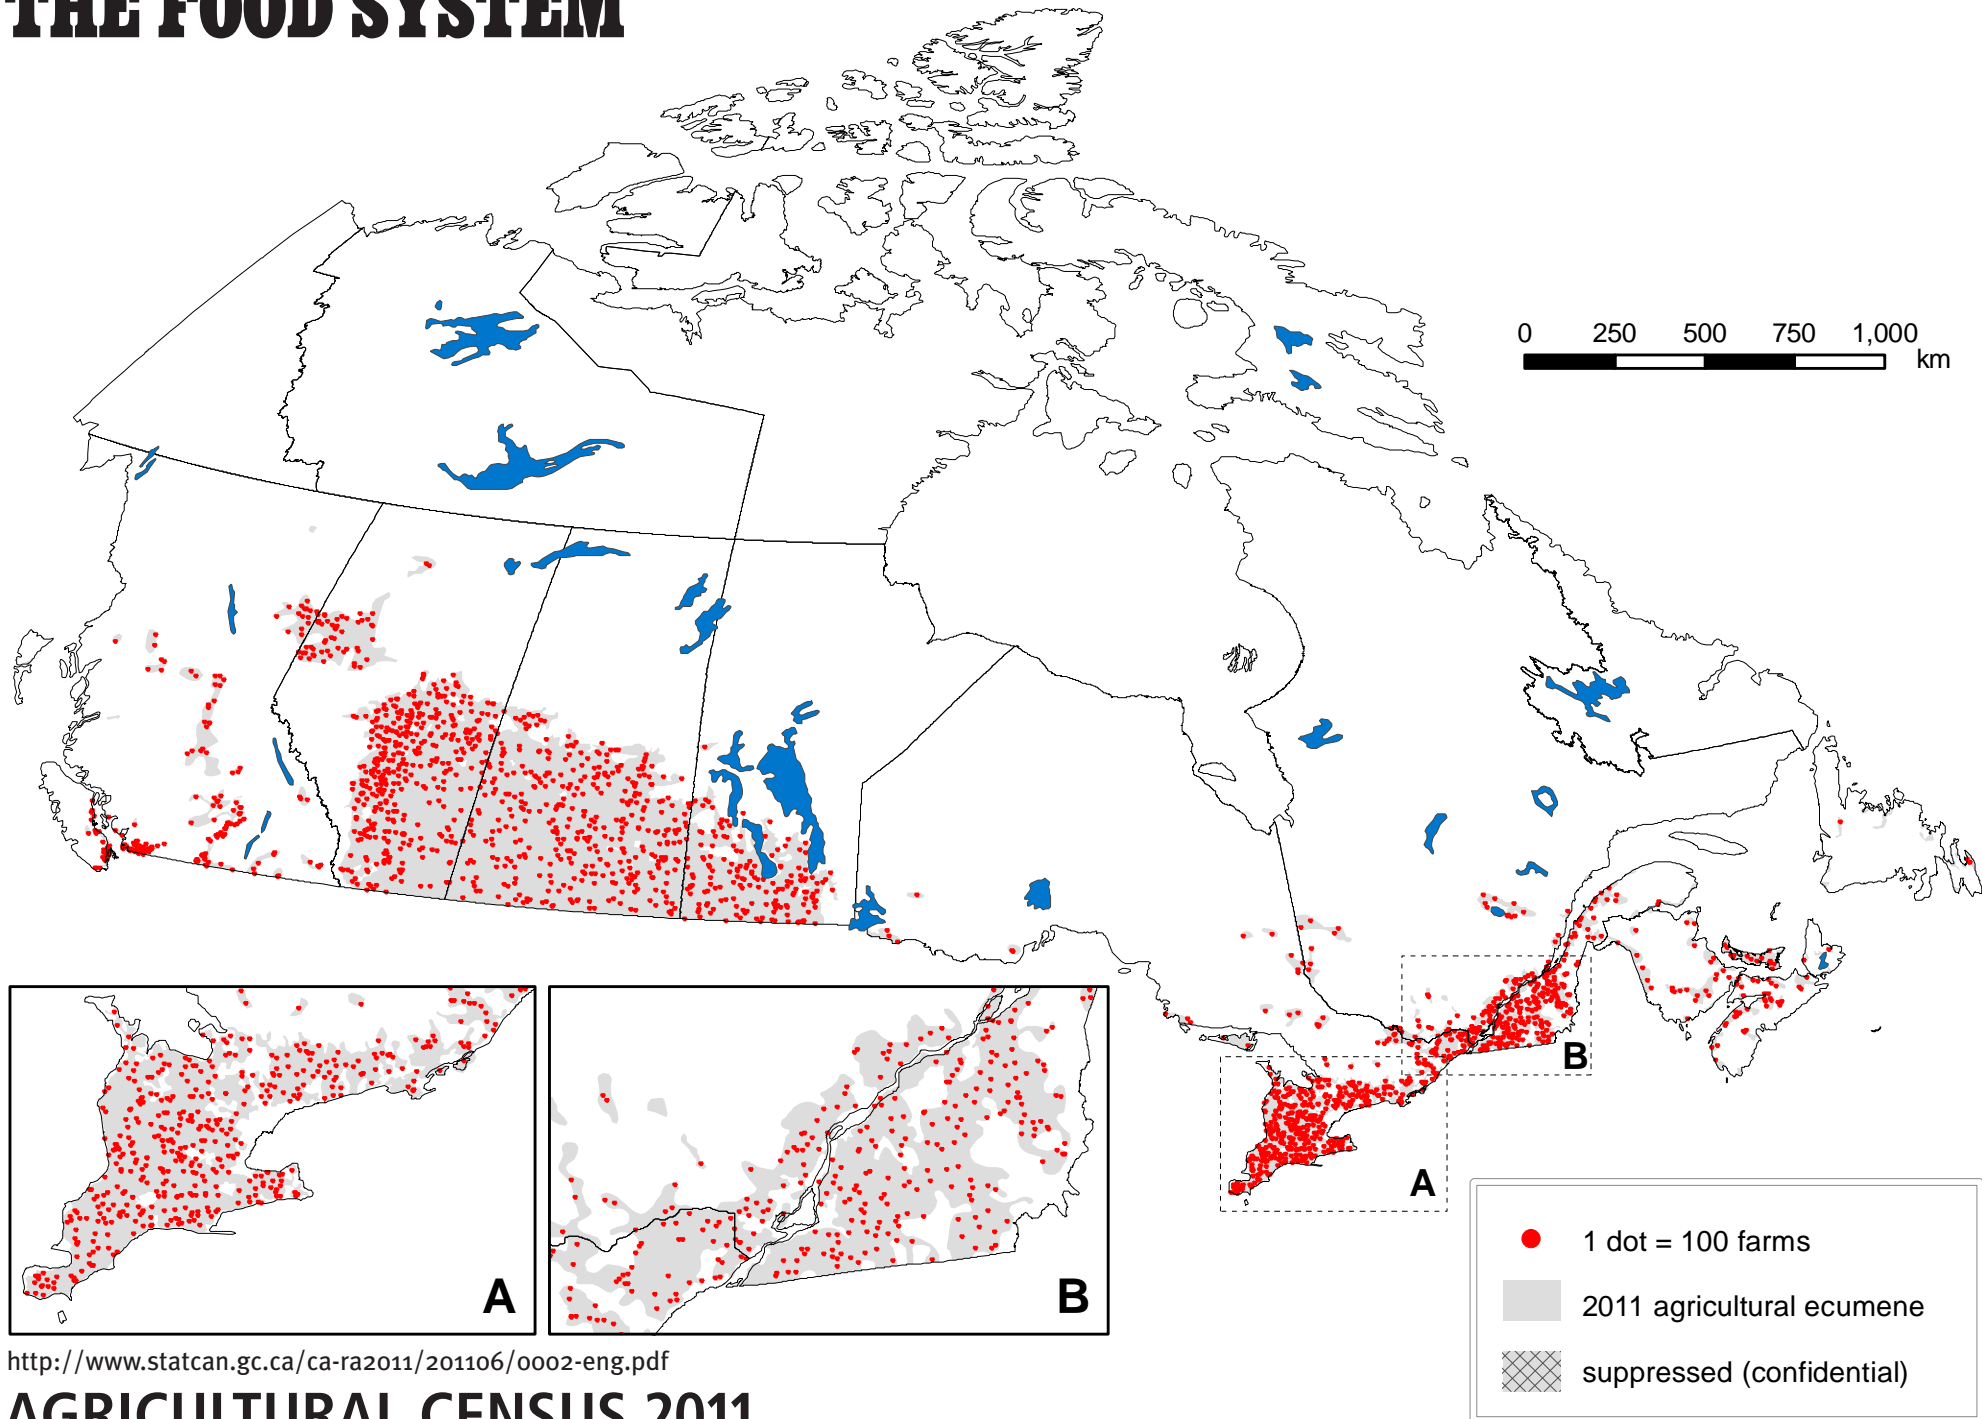 THE FOOD SYSTEM
0 250 500 750 1,000
km
B
A
A
B
1 dot = 100 farms
2011 agricultural ecumene
suppressed (confidential)
http://www.statcan.gc.ca/ca-ra2011/201106/0002-eng.pdf
AGRICULTURAL CENSUS 2011